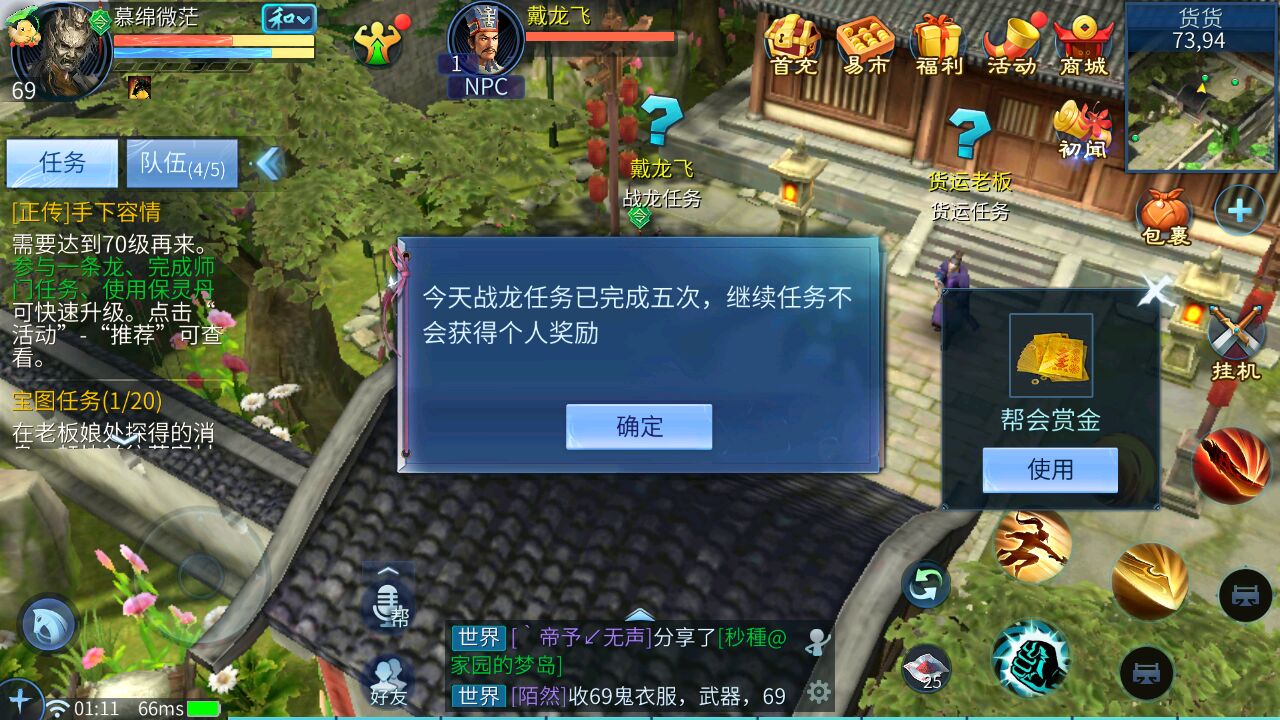 慕绵微茫
和
69
戴龙飞
1
NPC
首充
易市
福利
活动
商城
货货
73,94
初闻
任务
队伍(4/5)
戴龙飞
战龙任务
货运老板
货运任务
包裹
[正传]手下容情
需要达到70级再来。
参与一条龙、完成师
门任务、使用保灵丹
可快速升级。点击“
活动”-“推荐”可查
看。
宝图任务(1/20)
在老板娘处探得的消
今天战龙任务已完成五次，继续任务不
会获得个人奖励
确定
帮会赏金
使用
挂机
帮
好友
世界 [｀帝予↙无声]分享了[秒種@
家园的梦岛]
世界 [陌然]收69鬼衣服，武器，69
25
01:11 66ms